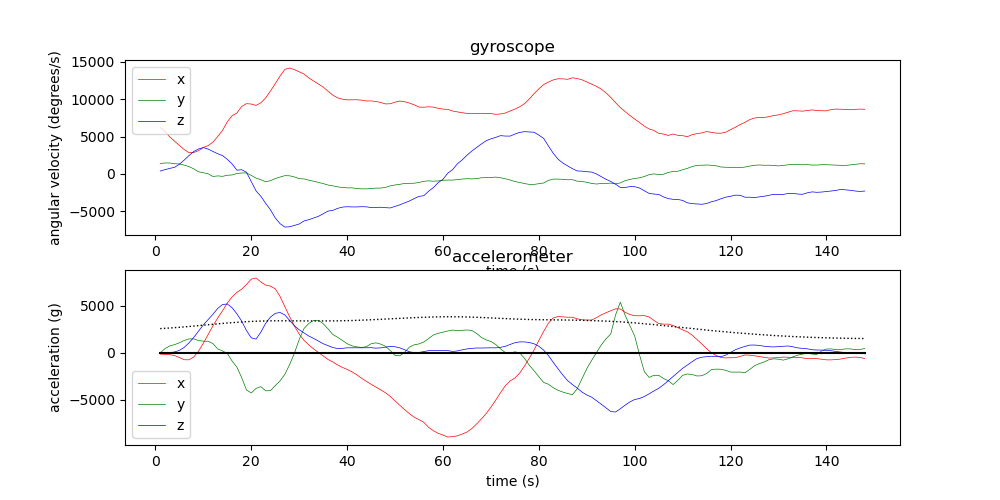 gyroscope
angular velocity (degrees/s)
15000
10000
5000
0
−5000
x
y
z
0 20 40 60 80 100 120 140
time (s)
accelerometer
acceleration (g)
5000
0
−5000
x
y
z
0 20 40 60 80 100 120 140
time (s)